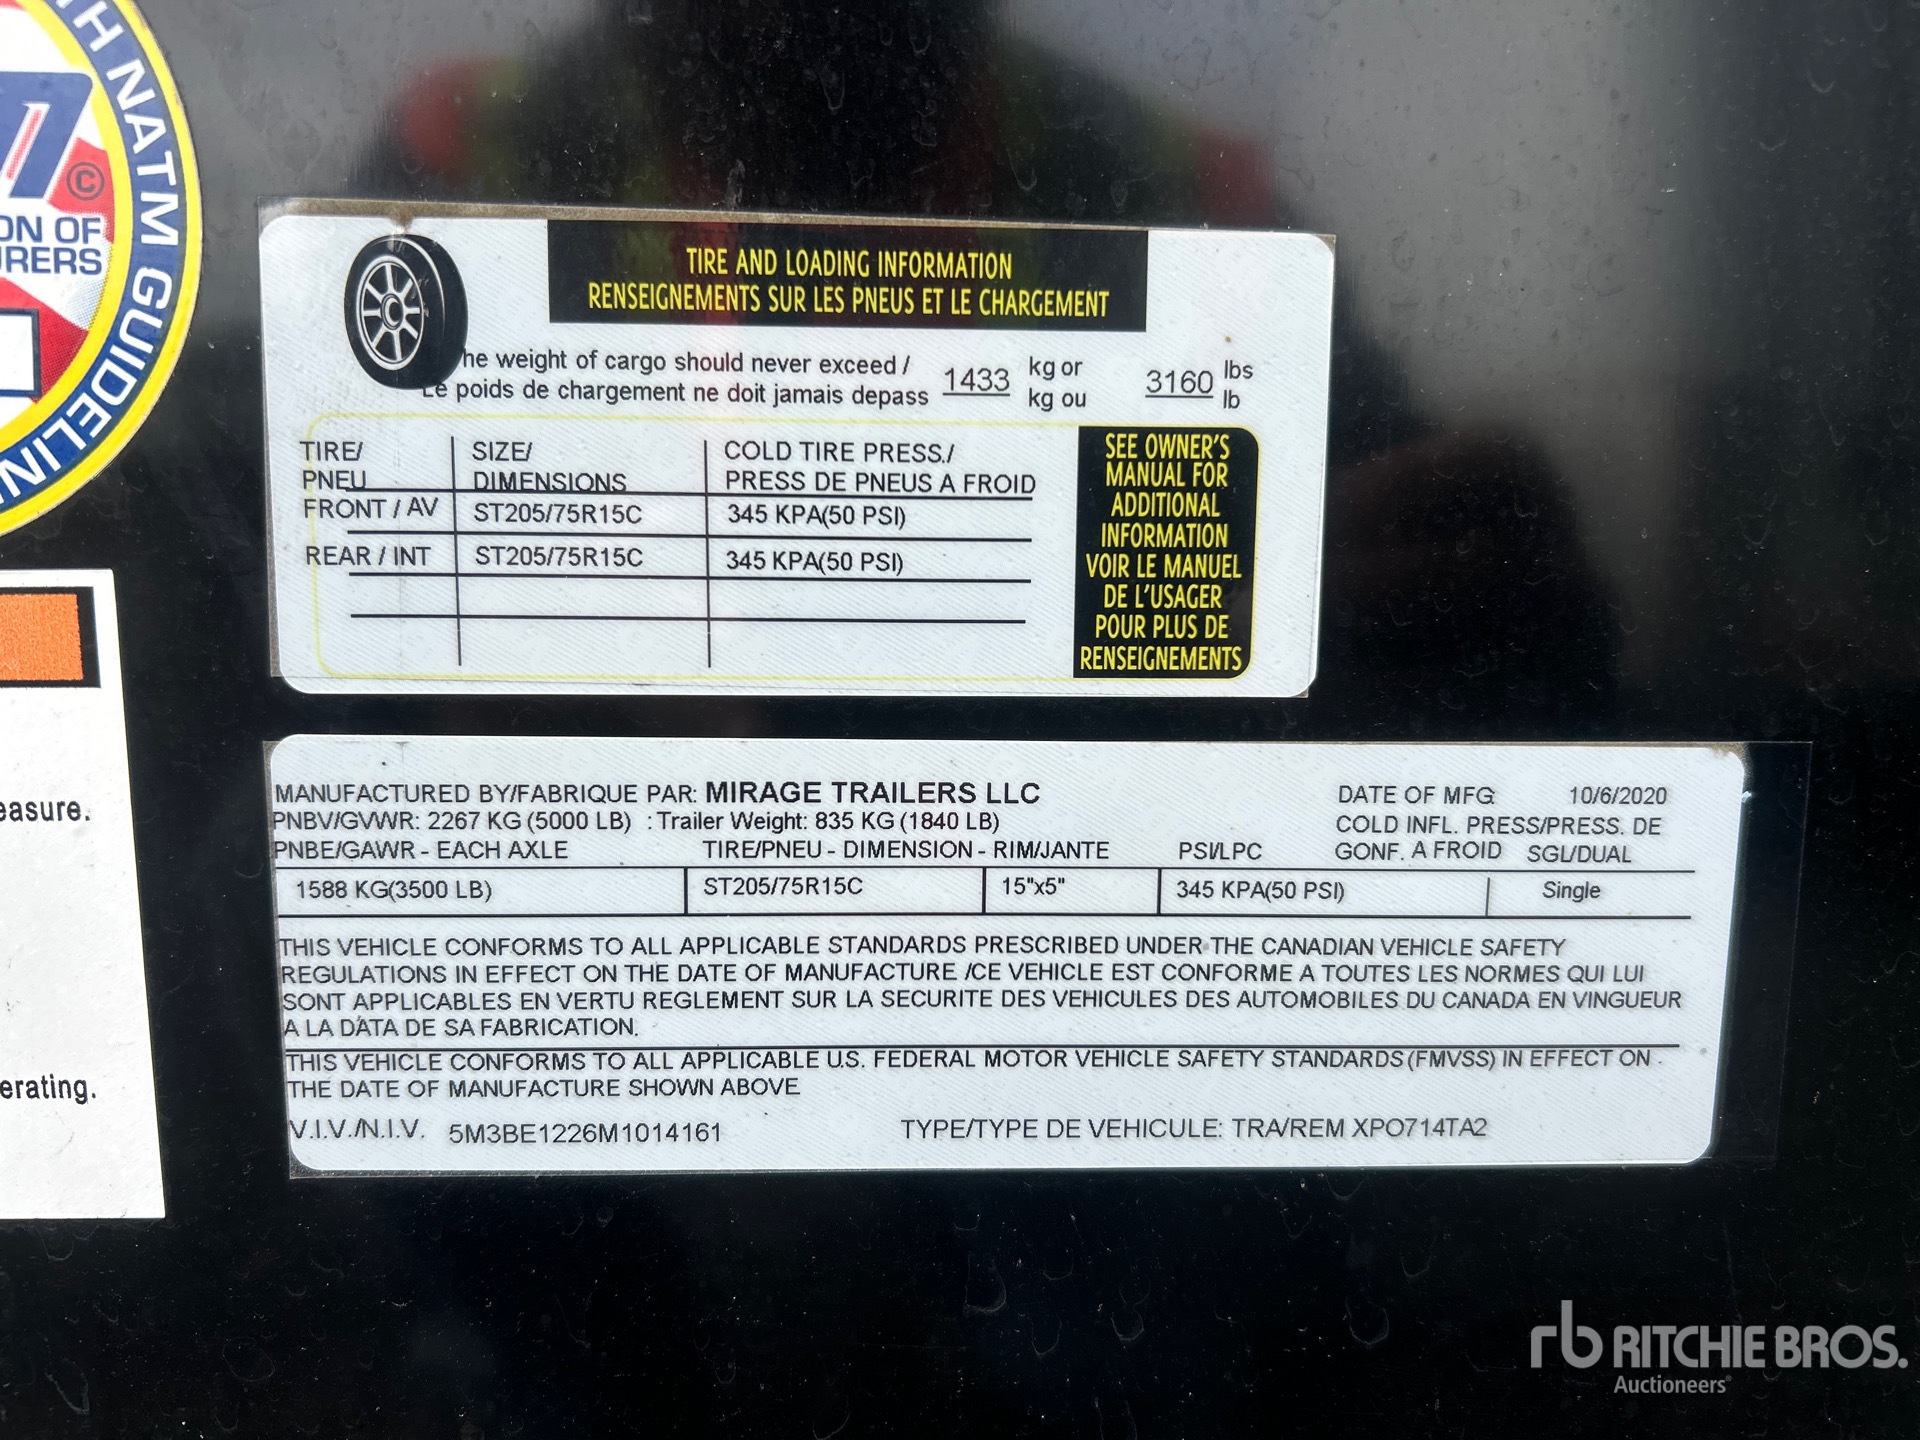 TH NATM GUIDELIN
©
ON OF
URERS
easure.
erating.
TIRE AND LOADING INFORMATION
RENSEIGNEMENTS SUR LES PNEUS ET LE CHARGEMENT
he weight of cargo should never exceed / 1433 kg or 3160 lbs
Le poids de chargement ne doit jamais depass kg ou lb
TIRE/ SIZE/ COLD TIRE PRESS./
PNEU DIMENSIONS PRESS DE PNEUS A FROID
FRONT / AV ST205/75R15C 345 KPA(50 PSI)
REAR / INT ST205/75R15C 345 KPA(50 PSI)
SEE OWNER'S
MANUAL FOR
ADDITIONAL
INFORMATION
VOIR LE MANUEL
DE L'USAGER
POUR PLUS DE
RENSEIGNEMENTS
MANUFACTURED BY/FABRIQUE PAR: MIRAGE TRAILERS LLC DATE OF MFG 10/6/2020
PNBV/GVWR: 2267 KG (5000 LB) : Trailer Weight: 835 KG (1840 LB) COLD INFL. PRESS/PRESS. DE
PNBE/GAWR - EACH AXLE TIRE/PNEU - DIMENSION - RIM/JANTE PSI/LPC GONF. A FROID SGL/DUAL
1588 KG(3500 LB) ST205/75R15C 15"x5" 345 KPA(50 PSI) Single
THIS VEHICLE CONFORMS TO ALL APPLICABLE STANDARDS PRESCRIBED UNDER THE CANADIAN VEHICLE SAFETY
REGULATIONS IN EFFECT ON THE DATE OF MANUFACTURE /CE VEHICLE EST CONFORME A TOUTES LES NORMES QUI LUI
SONT APPLICABLES EN VERTU REGLEMENT SUR LA SECURITE DES VEHICULES DES AUTOMOBILES DU CANADA EN VINGUEUR
A LA DATA DE SA FABRICATION.
THIS VEHICLE CONFORMS TO ALL APPLICABLE U.S. FEDERAL MOTOR VEHICLE SAFETY STANDARDS (FMVSS) IN EFFECT ON
THE DATE OF MANUFACTURE SHOWN ABOVE
V.I.V./N.I.V. 5M3BE1226M1014161 TYPE/TYPE DE VEHICULE: TRA/REM XPO714TA2
rb RITCHIE BROS.
Auctioneers